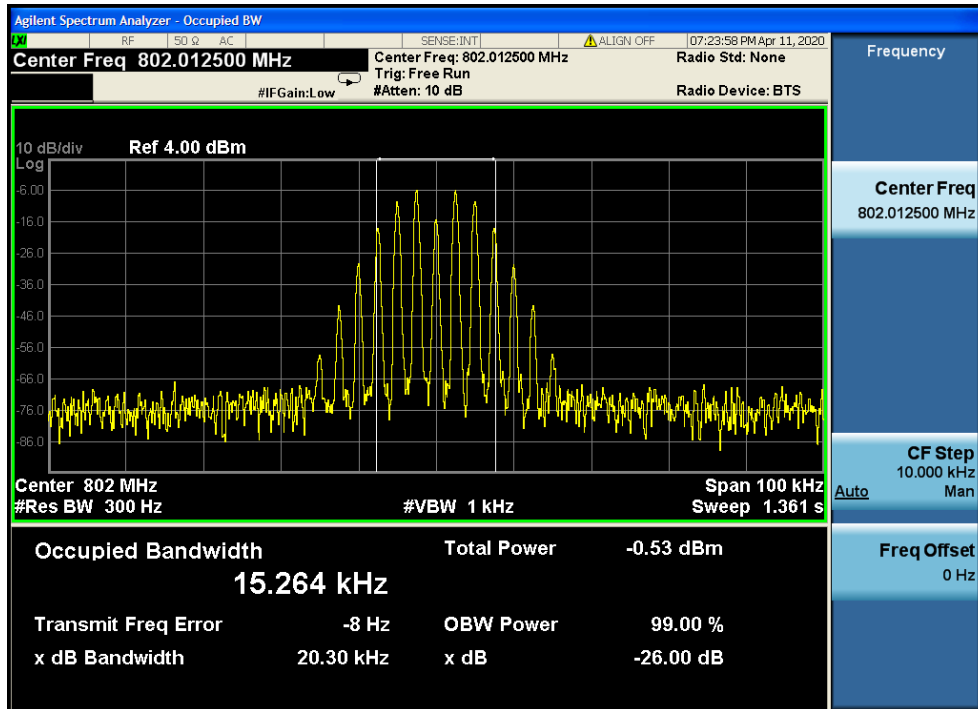 Agilent Spectrum Analyzer - Occupied BW
LXI RF 50 Ω AC SENSE:INT ALIGN OFF 07:23:58 PM Apr 11, 2020
Center Freq 802.012500 MHz
Center Freq: 802.012500 MHz
Radio Std: None
Trig: Free Run
#IFGain:Low
#Atten: 10 dB
Radio Device: BTS
10 dB/div
Ref 4.00 dBm
Log
-6.00
-16.0
-26.0
-36.0
-46.0
-56.0
-66.0
-76.0
-86.0
Center 802 MHz
Span 100 kHz
#Res BW 300 Hz
#VBW 1 kHz
Sweep 1.361 s
Occupied Bandwidth
Total Power -0.53 dBm
15.264 kHz
Transmit Freq Error -8 Hz
OBW Power 99.00 %
x dB Bandwidth 20.30 kHz
x dB -26.00 dB
Frequency
Center Freq
802.012500 MHz
CF Step
10.000 kHz
Auto Man
Freq Offset
0 Hz